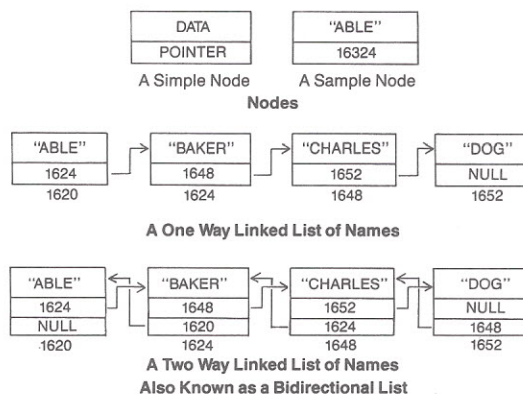 DATA "ABLE"
POINTER 16324
A Simple Node A Sample Node
Nodes
"ABLE" "BAKER" "CHARLES" "DOG"
1624 1648 1652 NULL
1620 1624 1648 1652
A One Way Linked List of Names
"ABLE" "BAKER" "CHARLES" "DOG"
1624 1648 1652 NULL
NULL 1620 1624 1648
1620 1624 1648 1652
A Two Way Linked List of Names
Also Known as a Bidirectional List